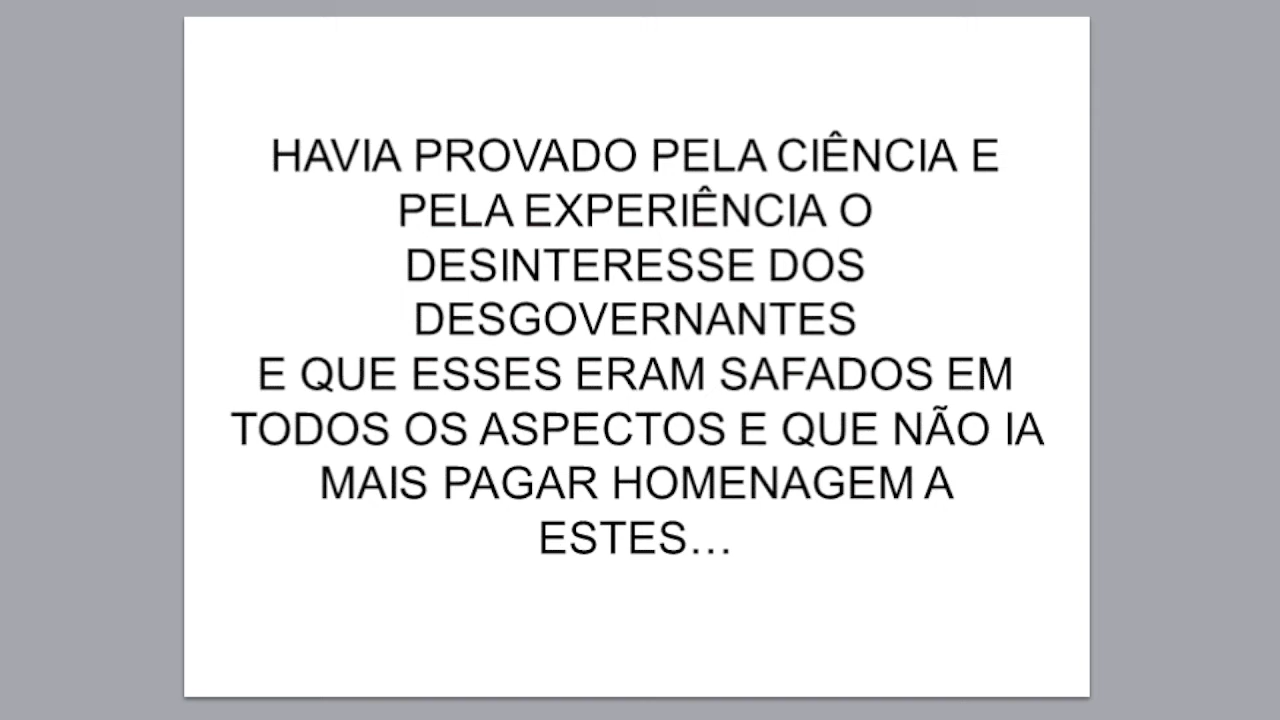 HAVIA PROVADO PELA CIÊNCIA E
PELA EXPERIÊNCIA O
DESINTERESSE DOS
DESGOVERNANTES
E QUE ESSES ERAM SAFADOS EM
TODOS OS ASPECTOS E QUE NÃO IA
MAIS PAGAR HOMENAGEM A
ESTES…